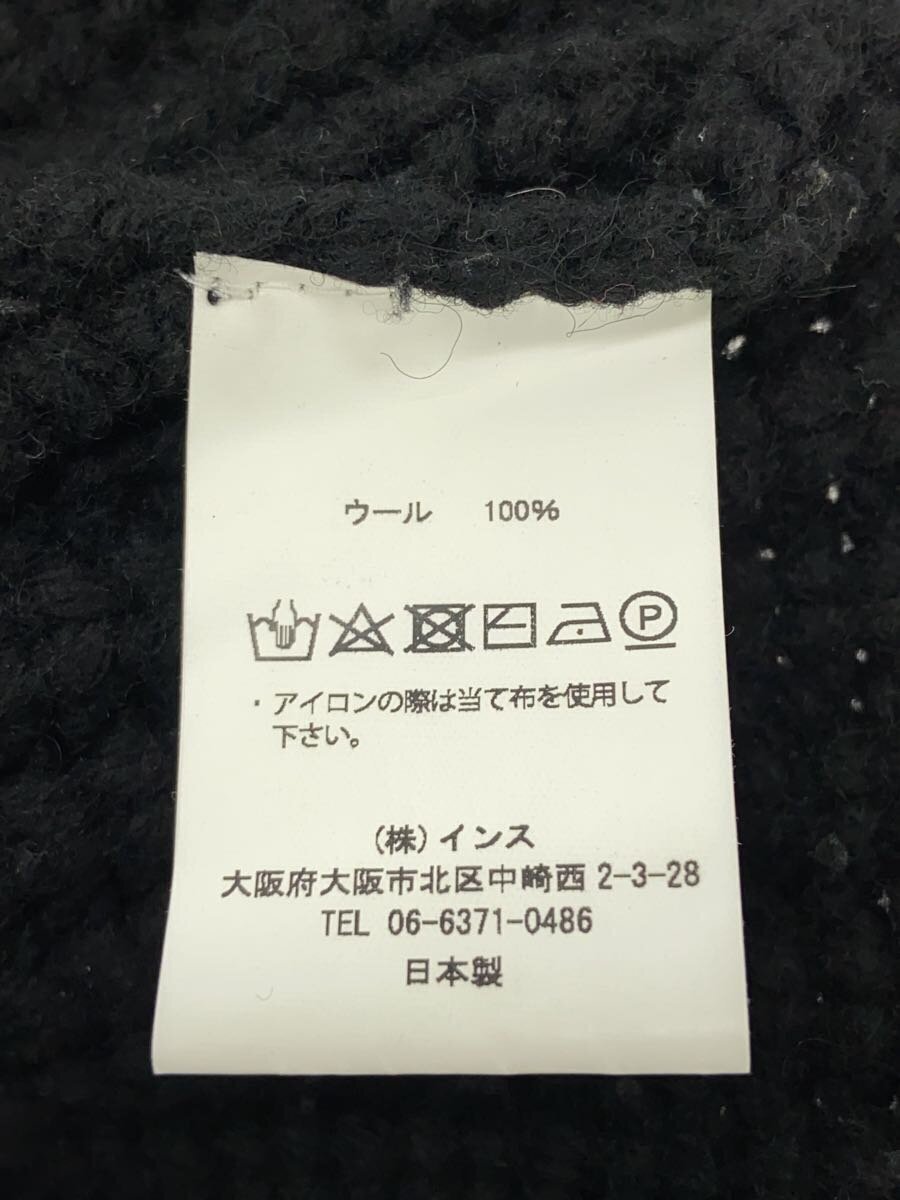 ウール 100%
P
・アイロンの際は当て布を使用して
下さい。
(株)インス
大阪府大阪市北区中崎西 2-3-28
TEL 06-6371-0486
日本製